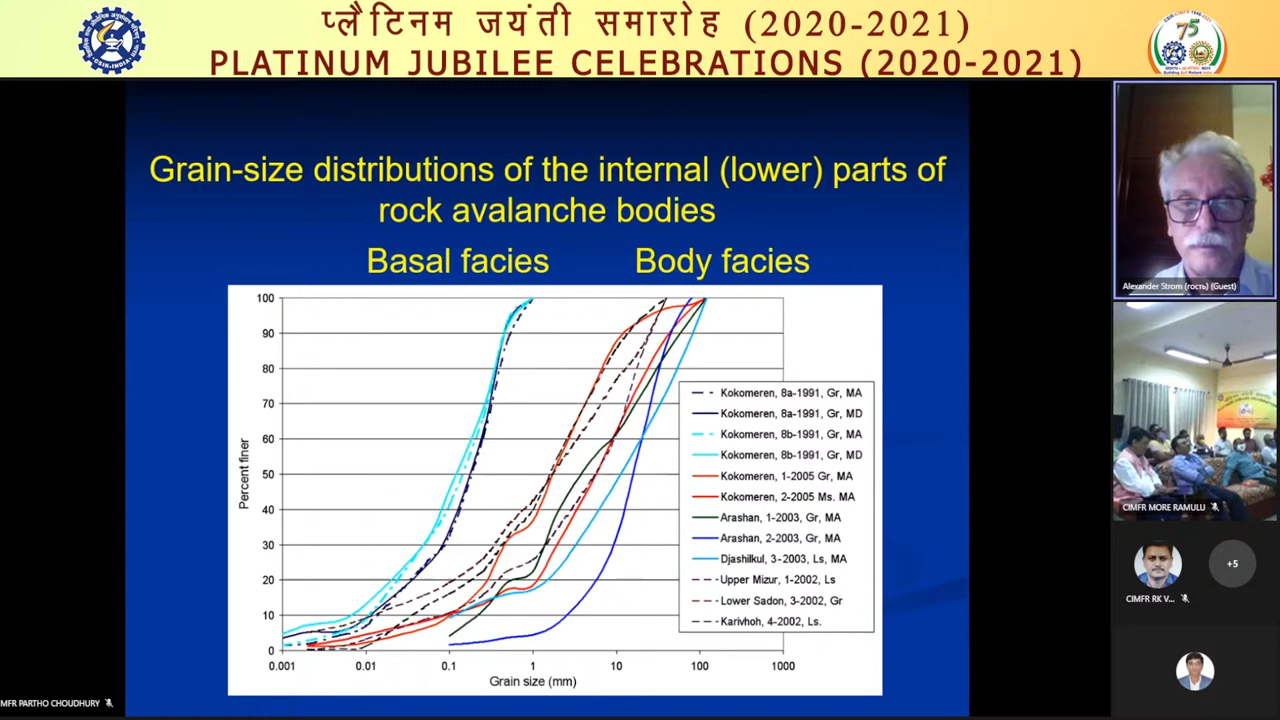 प्लैटिनम जयंती समारोह (2020-2021)
PLATINUM JUBILEE CELEBRATIONS (2020-2021)
Grain-size distributions of the internal (lower) parts of
rock avalanche bodies
Basal facies
Body facies
Percent finer
100
90
80
70
60
50
40
30
20
10
0
0.001
0.01
0.1
1
10
100
1000
Grain size (mm)
Kokomeren, 8a-1991, Gr, MA
Kokomeren, 8a-1991, Gr, MD
Kokomeren, 8b-1991, Gr, MA
Kokomeren, 8b-1991, Gr, MD
Kokomeren, 1-2005 Gr, MA
Kokomeren, 2-2005 Ms. MA
Arashan, 1-2003, Gr, MA
Arashan, 2-2003, Gr, MA
Djashilkul, 3-2003, Ls, MA
Upper Mizur, 1-2002, Ls
Lower Sadon, 3-2002, Gr
Karivhoh, 4-2002, Ls.
75
Alexander Strom (гость) (Guest)
CIMFR MORE RAMULU
CIMFR RK V...
+5
MFR PARTHO CHOUDHURY